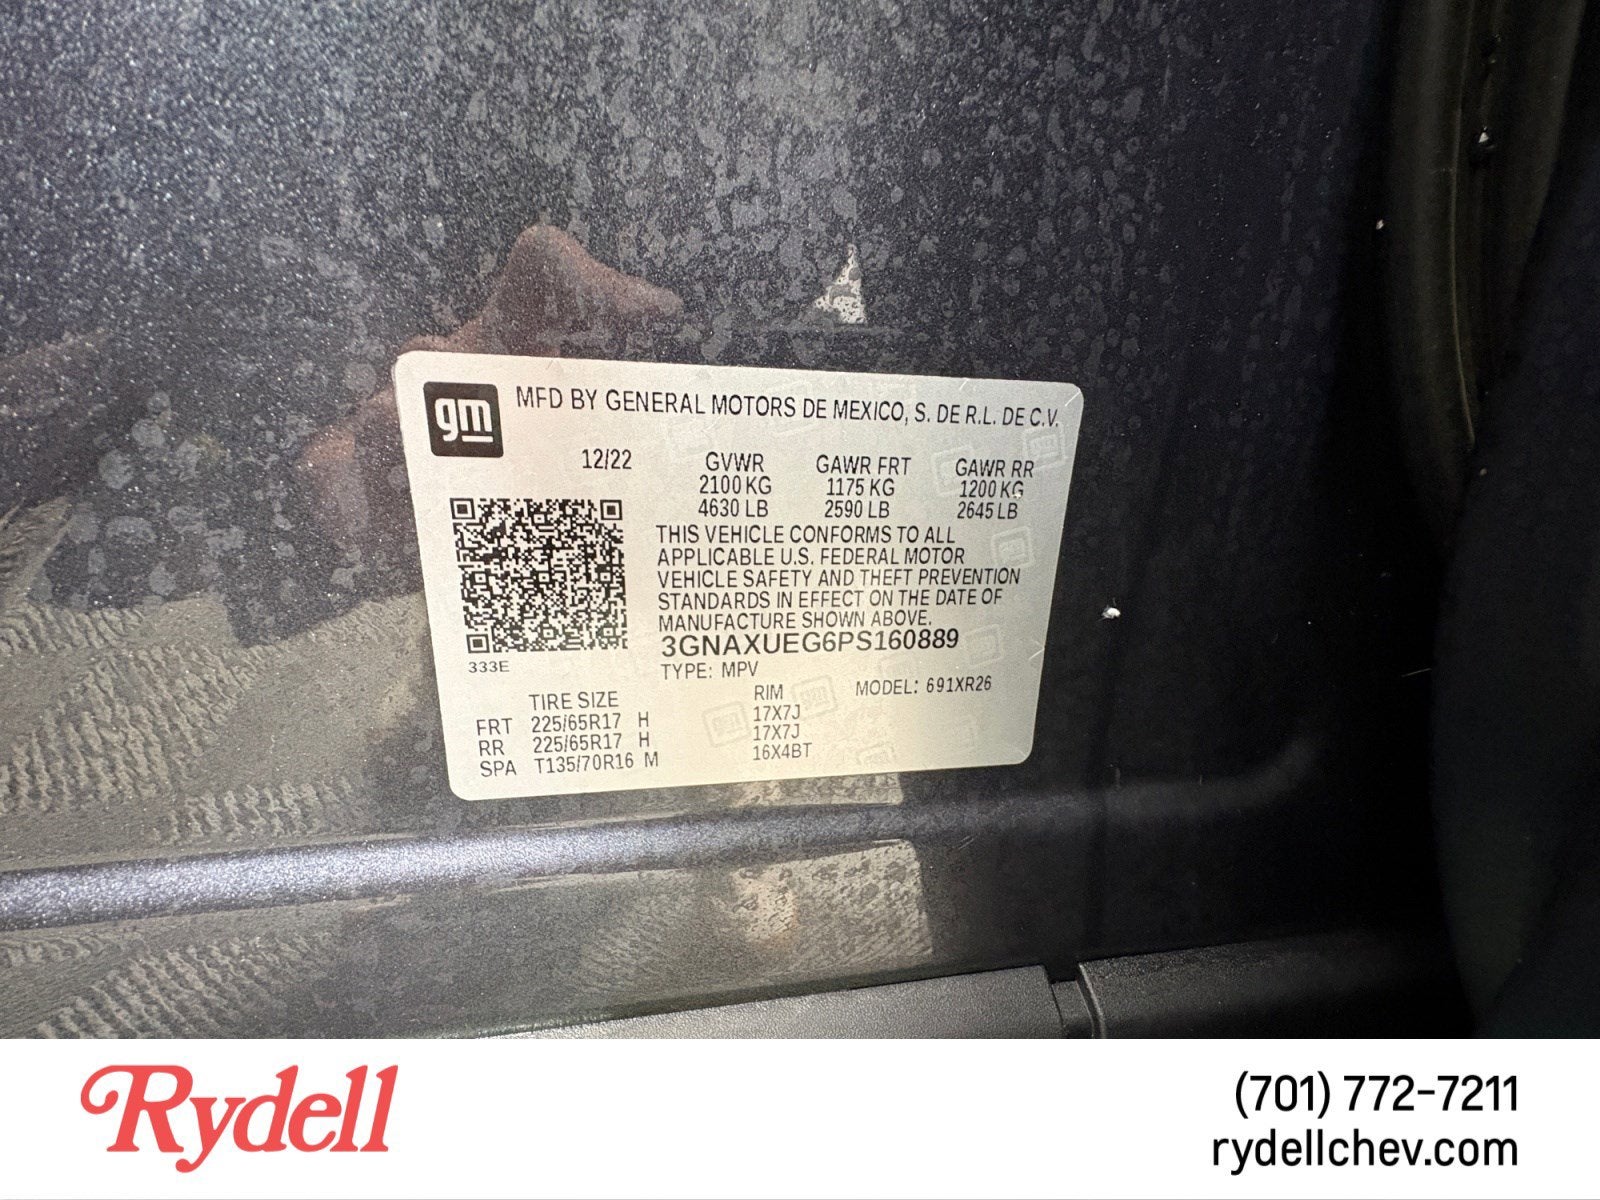 gm
MFD BY GENERAL MOTORS DE MEXICO, S. DE R.L. DE C.V.
12/22 GVWR GAWR FRT GAWR RR
2100 KG 1175 KG 1200 KG
4630 LB 2590 LB 2645 LB
THIS VEHICLE CONFORMS TO ALL
APPLICABLE U.S. FEDERAL MOTOR
VEHICLE SAFETY AND THEFT PREVENTION
STANDARDS IN EFFECT ON THE DATE OF
MANUFACTURE SHOWN ABOVE.
3GNAXUEG6PS160889
333E
TYPE: MPV
MODEL: 691XR26
TIRE SIZE RIM
FRT 225/65R17 H 17X7J
RR 225/65R17 H 17X7J
SPA T135/70R16 M 16X4BT
Rydell
(701) 772-7211
rydellchev.com